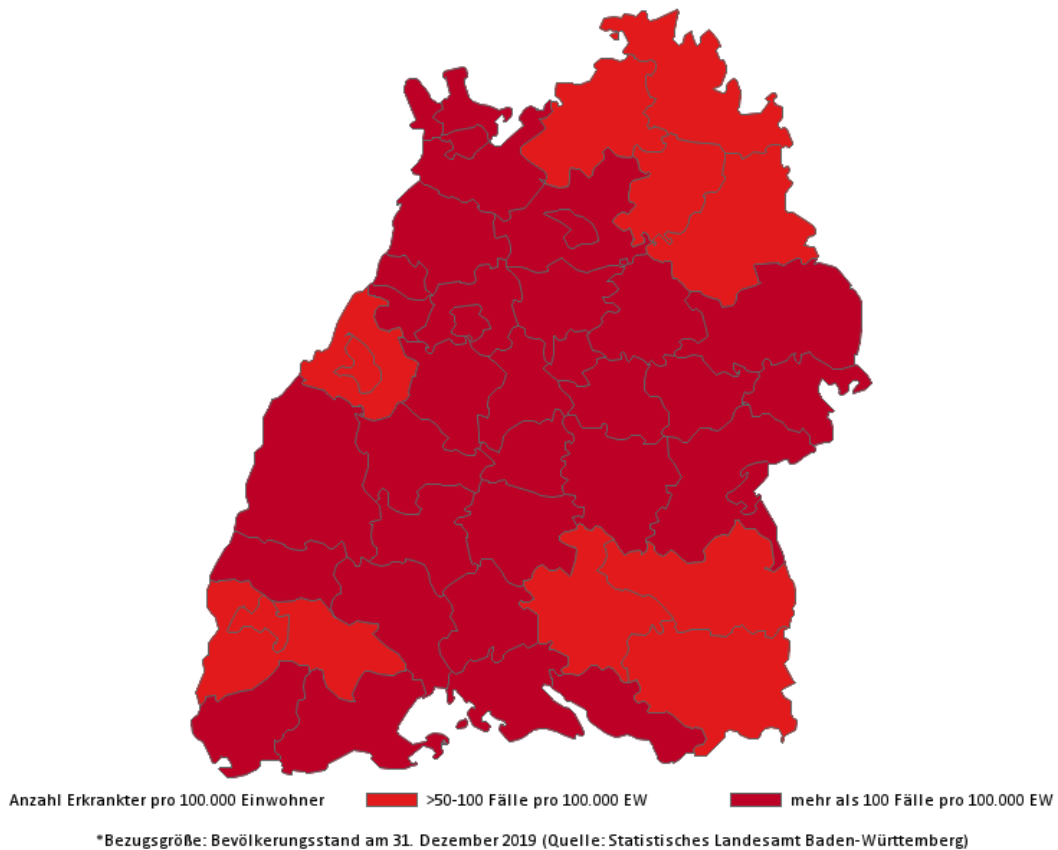 Anzahl Erkrankter pro 100.000 Einwohner >50-100 Fälle pro 100.000 EW mehr als 100 Fälle pro 100.000 EW
*Bezugsgröße: Bevölkerungsstand am 31. Dezember 2019 (Quelle: Statistisches Landesamt Baden-Württemberg)